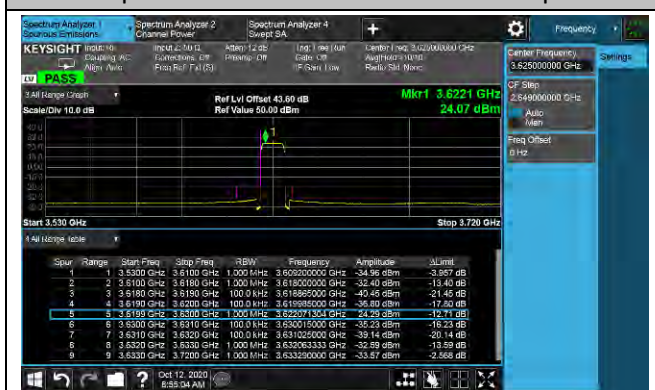 Spectrum Analyzer 1
Spurious Emissions
Spectrum Analyzer 2
Channel Power
Spectrum Analyzer 4
Swept SA
+
Frequency
KEYSIGHT Input: RF
Coupling: AC
Align: Auto
Input Z: 50 Ω
Corrections: Off
Freq Ref: Ext (S)
Atten: 12 dB
Preamp: Off
Trig: Free Run
Gate: Off
IF Gain: Low
Center Freq: 3.625000000 GHz
Avg|Hold: >10/10
Radio Std: None
PASS
Center Frequency
3.625000000 GHz
Settings
CF Step
2.649000000 GHz
Auto
Man
Freq Offset
0 Hz
3 All Range Graph
Scale/Div 10.0 dB
Ref Lvl Offset 43.60 dB
Ref Value 50.00 dBm
Mkr1 3.6221 GHz
24.07 dBm
1
Start 3.530 GHz
Stop 3.720 GHz
4 All Range Table
Spur Range Start Freq Stop Freq RBW Frequency Amplitude ΔLimit
1 1 3.5300 GHz 3.6100 GHz 1.000 MHz 3.609200000 GHz -34.96 dBm -3.957 dB
2 2 3.6100 GHz 3.6180 GHz 1.000 MHz 3.618000000 GHz -32.40 dBm -13.40 dB
3 3 3.6180 GHz 3.6190 GHz 100.0 kHz 3.618865000 GHz -40.45 dBm -21.45 dB
4 4 3.6190 GHz 3.6200 GHz 100.0 kHz 3.619985000 GHz -36.80 dBm -17.80 dB
5 5 3.6199 GHz 3.6300 GHz 1.000 MHz 3.622071304 GHz 24.29 dBm -12.71 dB
6 6 3.6300 GHz 3.6310 GHz 100.0 kHz 3.630015000 GHz -35.23 dBm -16.23 dB
7 7 3.6310 GHz 3.6320 GHz 100.0 kHz 3.631025000 GHz -39.14 dBm -20.14 dB
8 8 3.6320 GHz 3.6330 GHz 1.000 MHz 3.632063333 GHz -32.59 dBm -13.59 dB
9 9 3.6330 GHz 3.7200 GHz 1.000 MHz 3.633290000 GHz -33.57 dBm -2.568 dB
Oct 12, 2020
8:55:04 AM